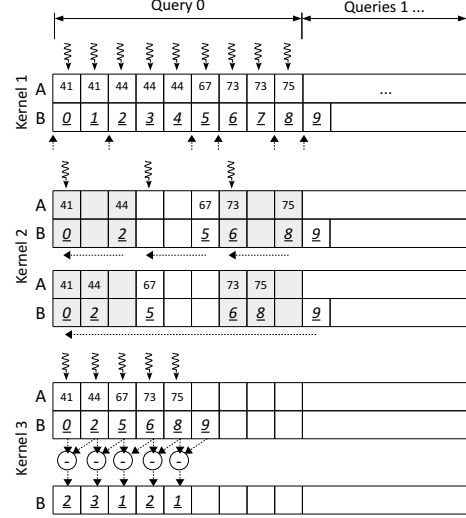 Query 0 Queries 1 ...
Kernel 1
A 41 41 44 44 44 67 73 73 75 ...
B 0 1 2 3 4 5 6 7 8 9
Kernel 2
A 41 44 67 73 75
B 0 2 5 6 8 9
A 41 44 67 73 75
B 0 2 5 6 8 9
Kernel 3
A 41 44 67 73 75
B 0 2 5 6 8 9
- - - - -
B 2 3 1 2 1